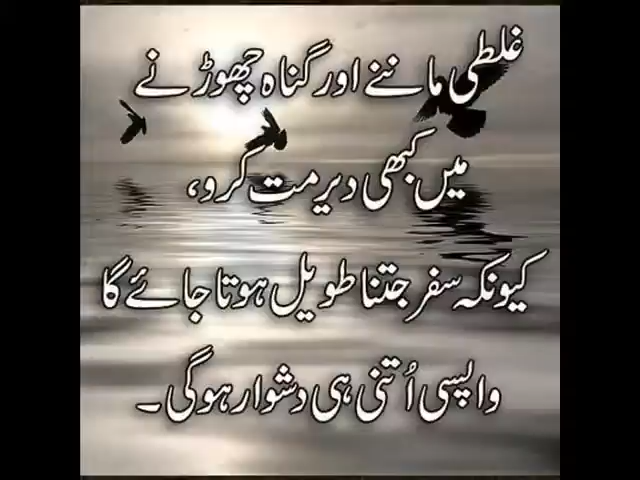 غلطی ماننے اور گناہ چھوڑنے
میں کبھی دیر مت کرو،
کیونکہ سفر جتنا طویل ہوتا جائے گا
واپسی اُتنی ہی دشوار ہوگی۔